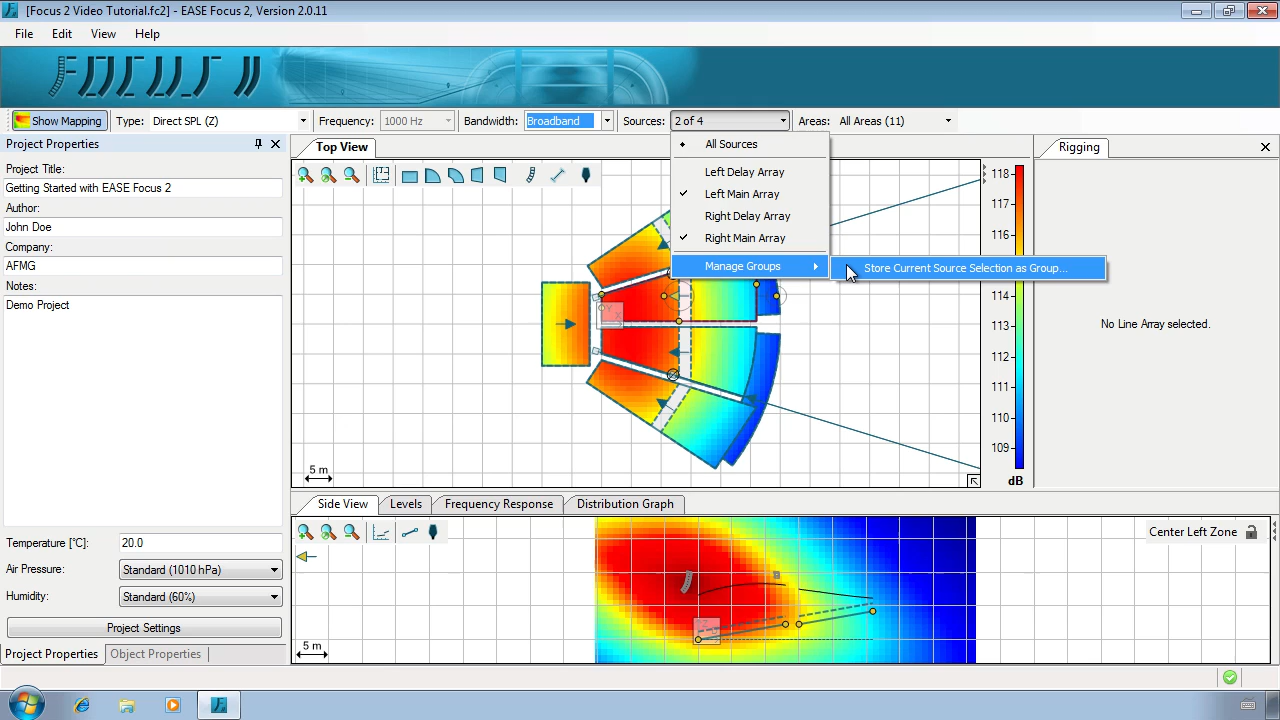 [Focus 2 Video Tutorial.fc2] - EASE Focus 2, Version 2.0.11
File Edit View Help
FOCUS II
Show Mapping Type: Direct SPL (Z) Frequency: 1000 Hz Bandwidth: Broadband Sources: 2 of 4 Areas: All Areas (11)
Project Properties
Project Title:
Getting Started with EASE Focus 2
Author:
John Doe
Company:
AFMG
Notes:
Demo Project
Temperature [°C]: 20.0
Air Pressure: Standard (1010 hPa)
Humidity: Standard (60%)
Project Settings
Project Properties Object Properties
Top View
5 m
All Sources
Left Delay Array
Left Main Array
Right Delay Array
Right Main Array
Manage Groups
Store Current Source Selection as Group...
Y
X
118
117
116
114
113
112
111
110
109
dB
Rigging
No Line Array selected.
Side View Levels Frequency Response Distribution Graph
Center Left Zone
5 m